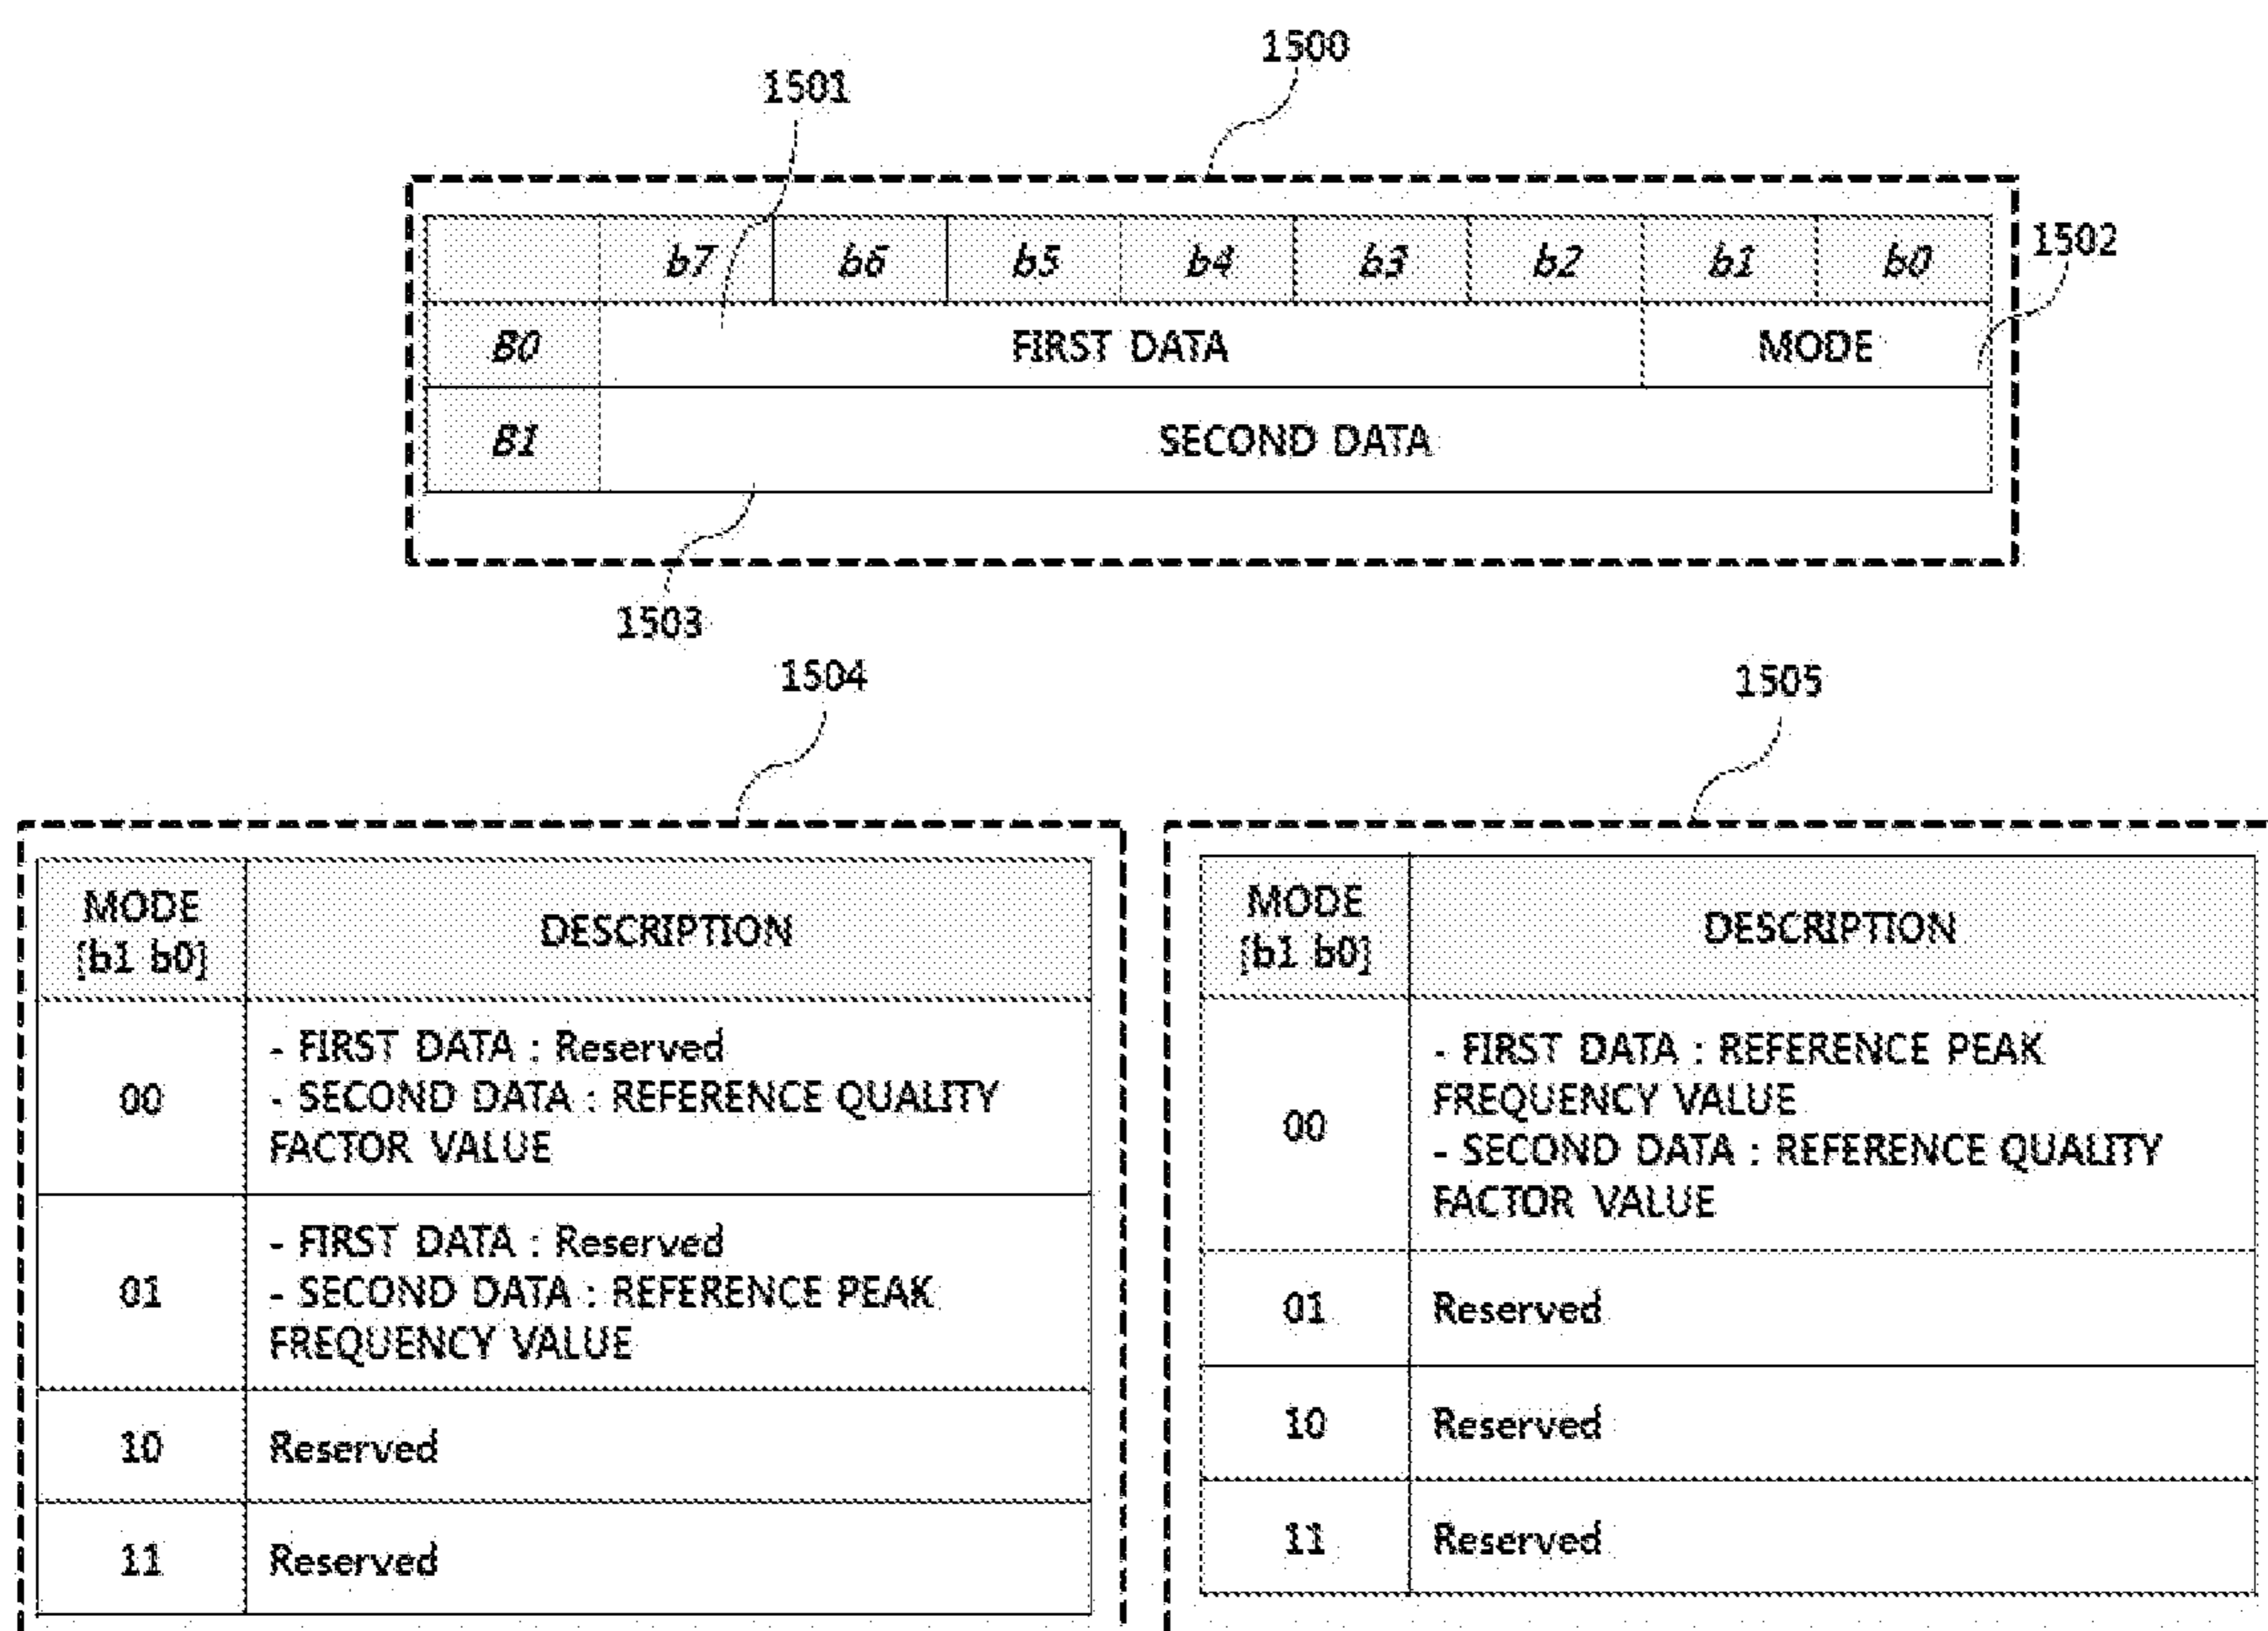 1500
1501
b7 b6 b5 b4 b3 b2 b1 b0
1502
B0 FIRST DATA MODE
B1 SECOND DATA
1503
1504
1505
MODE
[b1 b0]
DESCRIPTION
00
- FIRST DATA : Reserved
- SECOND DATA : REFERENCE QUALITY
FACTOR VALUE
01
- FIRST DATA : Reserved
- SECOND DATA : REFERENCE PEAK
FREQUENCY VALUE
10 Reserved
11 Reserved
MODE
[b1 b0]
DESCRIPTION
00
- FIRST DATA : REFERENCE PEAK
FREQUENCY VALUE
- SECOND DATA : REFERENCE QUALITY
FACTOR VALUE
01 Reserved
10 Reserved
11 Reserved